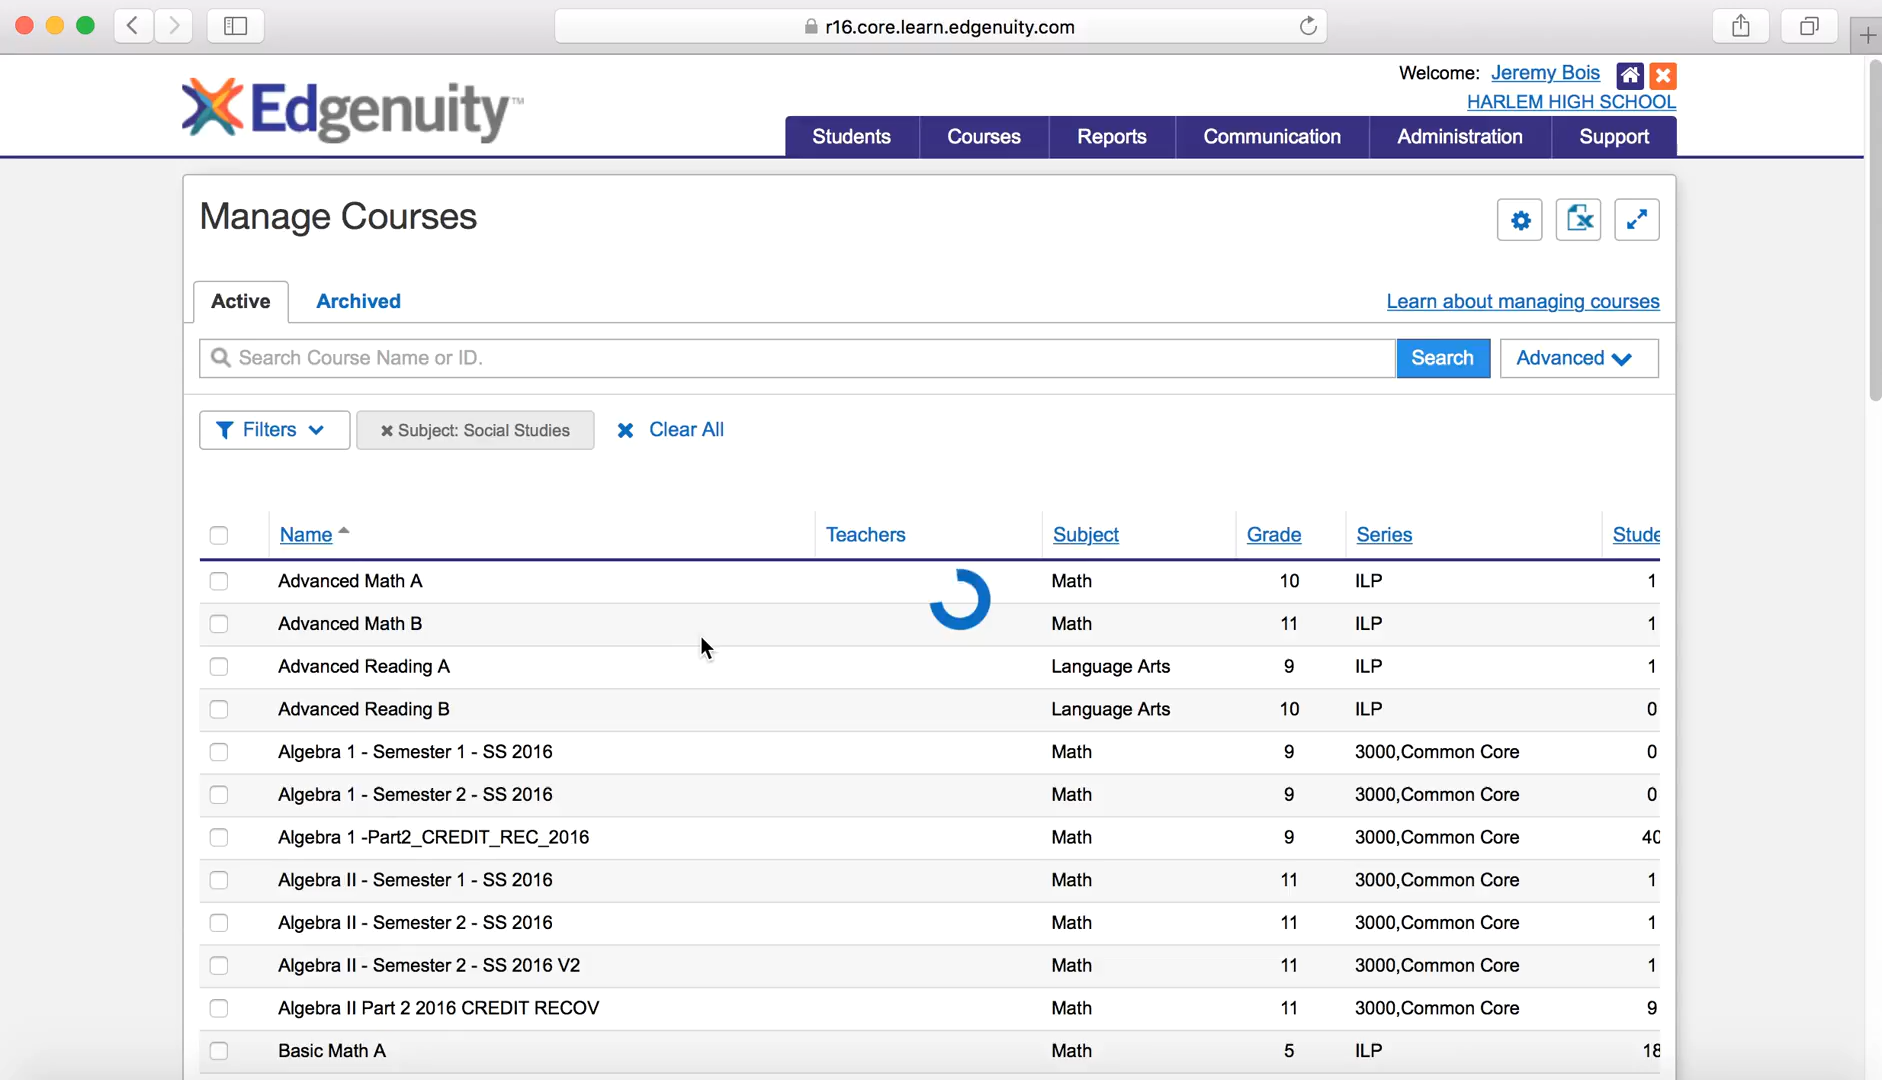 r16.core.learn.edgenuity.com
Edgenuity™
Welcome: Jeremy Bois
HARLEM HIGH SCHOOL
Students Courses Reports Communication Administration Support
Manage Courses
Active Archived Learn about managing courses
Search Course Name or ID. Search Advanced
Filters Subject: Social Studies Clear All
Name Teachers Subject Grade Series Stude
Advanced Math A Math 10 ILP 1
Advanced Math B Math 11 ILP 1
Advanced Reading A Language Arts 9 ILP 1
Advanced Reading B Language Arts 10 ILP 0
Algebra 1 - Semester 1 - SS 2016 Math 9 3000,Common Core 0
Algebra 1 - Semester 2 - SS 2016 Math 9 3000,Common Core 0
Algebra 1 -Part2_CREDIT_REC_2016 Math 9 3000,Common Core 40
Algebra II - Semester 1 - SS 2016 Math 11 3000,Common Core 1
Algebra II - Semester 2 - SS 2016 Math 11 3000,Common Core 1
Algebra II - Semester 2 - SS 2016 V2 Math 11 3000,Common Core 1
Algebra II Part 2 2016 CREDIT RECOV Math 11 3000,Common Core 9
Basic Math A Math 5 ILP 18